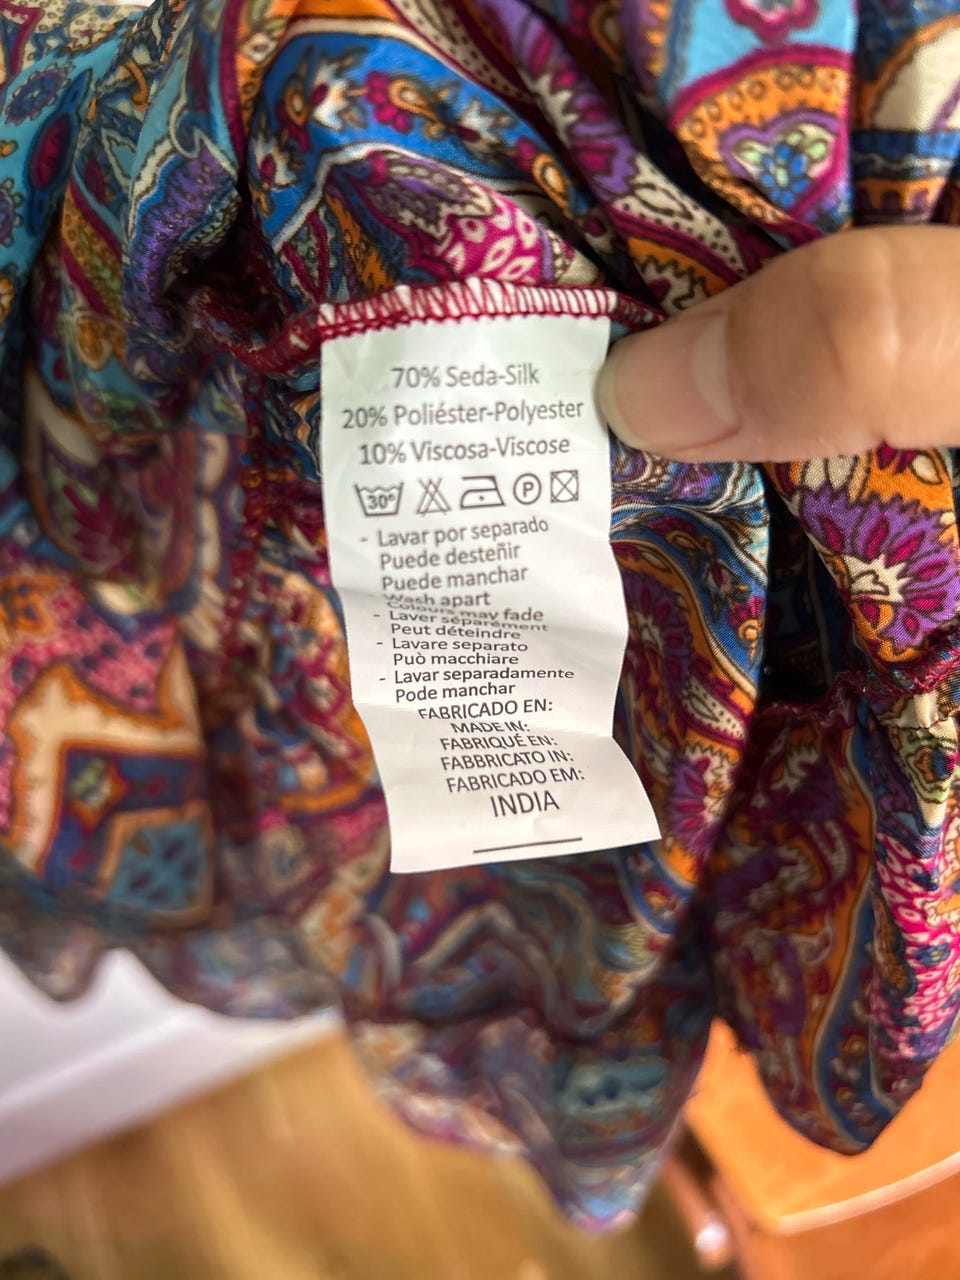 70% Seda-Silk
20% Poliéster-Polyester
10% Viscosa-Viscose
30° P
- Lavar por separado
Puede desteñir
Puede manchar
- Wash apart
Colours may fade
- Laver séparément
Peut déteindre
- Lavare separato
Può macchiare
- Lavar separadamente
Pode manchar
FABRICADO EN:
MADE IN:
FABRIQUÉ EN:
FABBRICATO IN:
FABRICADO EM:
INDIA